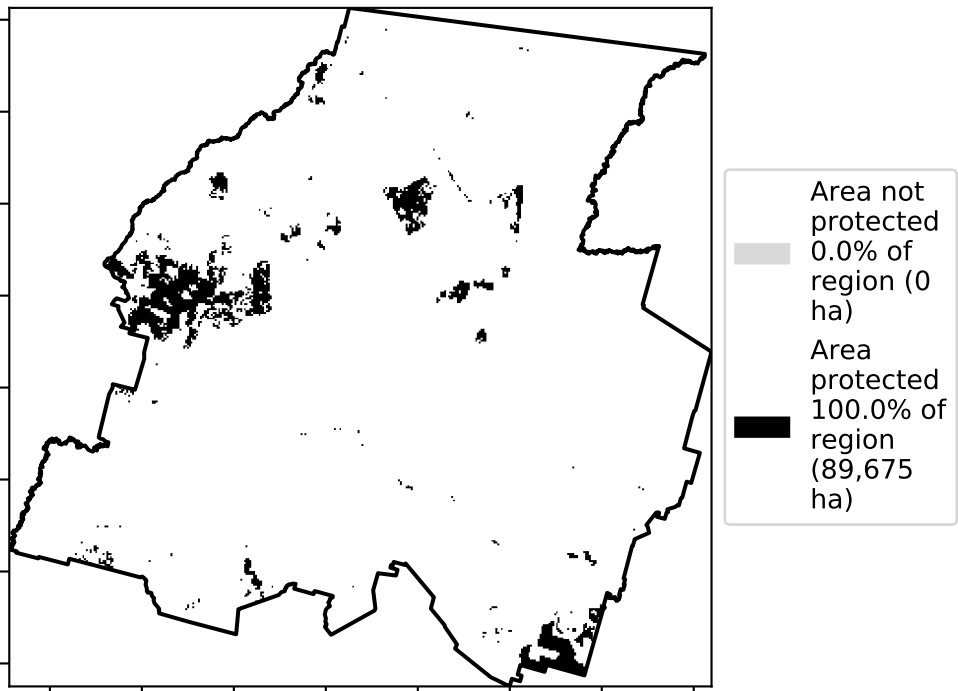 Area not
protected
0.0% of
region (0
ha)
Area
protected
100.0% of
region
(89,675
ha)